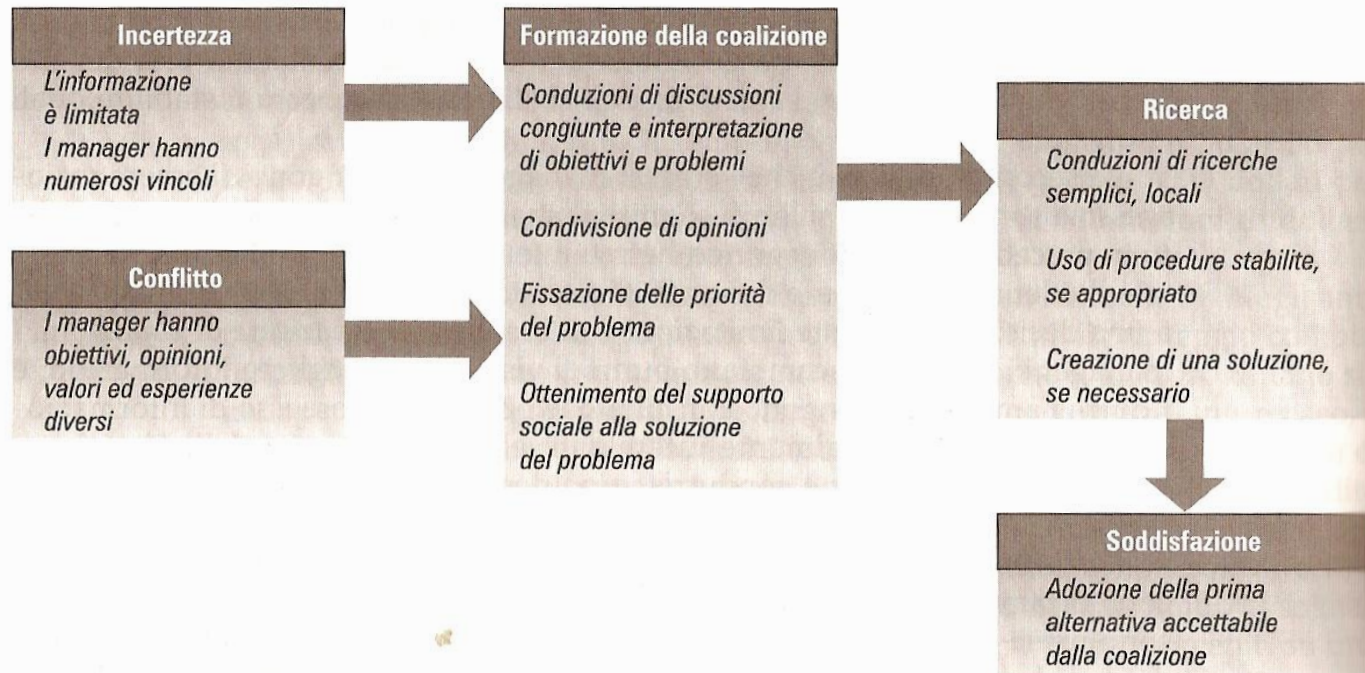 Incertezza
L'informazione
è limitata
I manager hanno
numerosi vincoli
Conflitto
I manager hanno
obiettivi, opinioni,
valori ed esperienze
diversi
Formazione della coalizione
Conduzioni di discussioni
congiunte e interpretazione
di obiettivi e problemi
Condivisione di opinioni
Fissazione delle priorità
del problema
Ottenimento del supporto
sociale alla soluzione
del problema
Ricerca
Conduzioni di ricerche
semplici, locali
Uso di procedure stabilite,
se appropriato
Creazione di una soluzione,
se necessario
Soddisfazione
Adozione della prima
alternativa accettabile
dalla coalizione